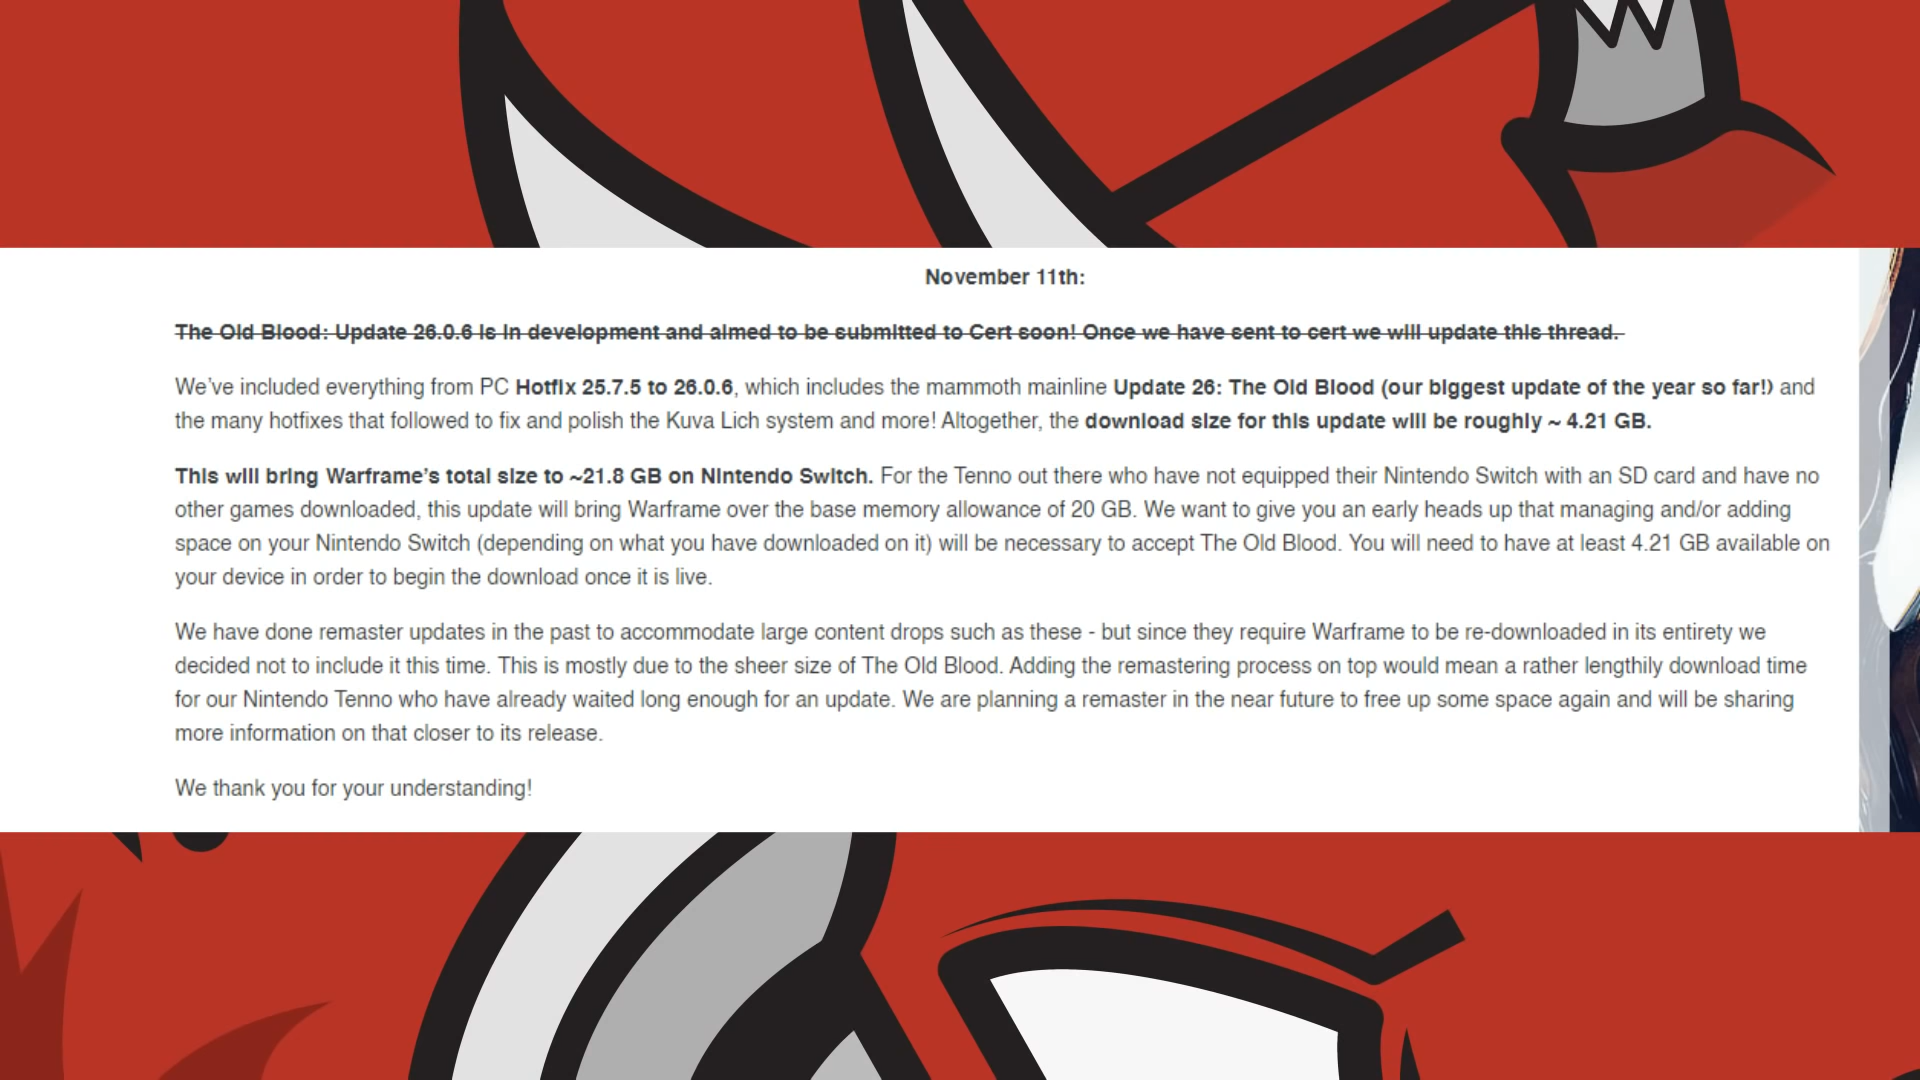 November 11th:
The Old Blood: Update 26.0.6 is in development and aimed to be submitted to Cert soon! Once we have sent to cert we will update this thread.
We've included everything from PC Hotfix 25.7.5 to 26.0.6, which includes the mammoth mainline Update 26: The Old Blood (our biggest update of the year so far!) and
the many hotfixes that followed to fix and polish the Kuva Lich system and more! Altogether, the download size for this update will be roughly ~ 4.21 GB.
This will bring Warframe's total size to ~21.8 GB on Nintendo Switch. For the Tenno out there who have not equipped their Nintendo Switch with an SD card and have no
other games downloaded, this update will bring Warframe over the base memory allowance of 20 GB. We want to give you an early heads up that managing and/or adding
space on your Nintendo Switch (depending on what you have downloaded on it) will be necessary to accept The Old Blood. You will need to have at least 4.21 GB available on
your device in order to begin the download once it is live.
We have done remaster updates in the past to accommodate large content drops such as these - but since they require Warframe to be re-downloaded in its entirety we
decided not to include it this time. This is mostly due to the sheer size of The Old Blood. Adding the remastering process on top would mean a rather lengthily download time
for our Nintendo Tenno who have already waited long enough for an update. We are planning a remaster in the near future to free up some space again and will be sharing
more information on that closer to its release.
We thank you for your understanding!